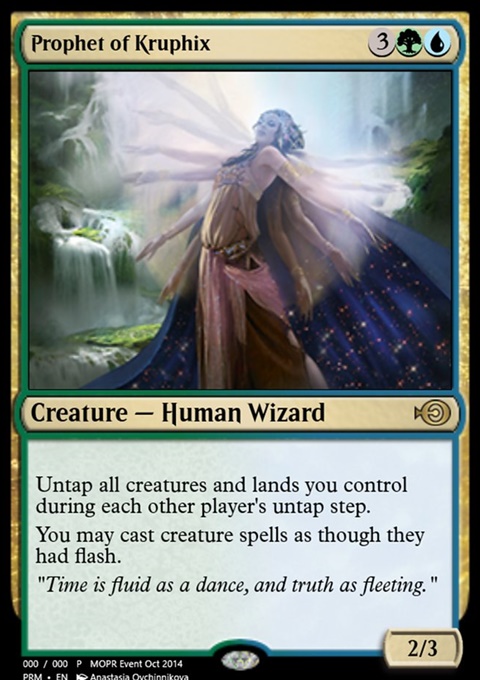 Prophet of Kruphix 3
Creature — Human Wizard
Untap all creatures and lands you control
during each other player's untap step.
You may cast creature spells as though they
had flash.
"Time is fluid as a dance, and truth as fleeting."
2/3
000 / 000 P MOPR Event Oct 2014
PRM • EN Anastasia Ovchinnikova